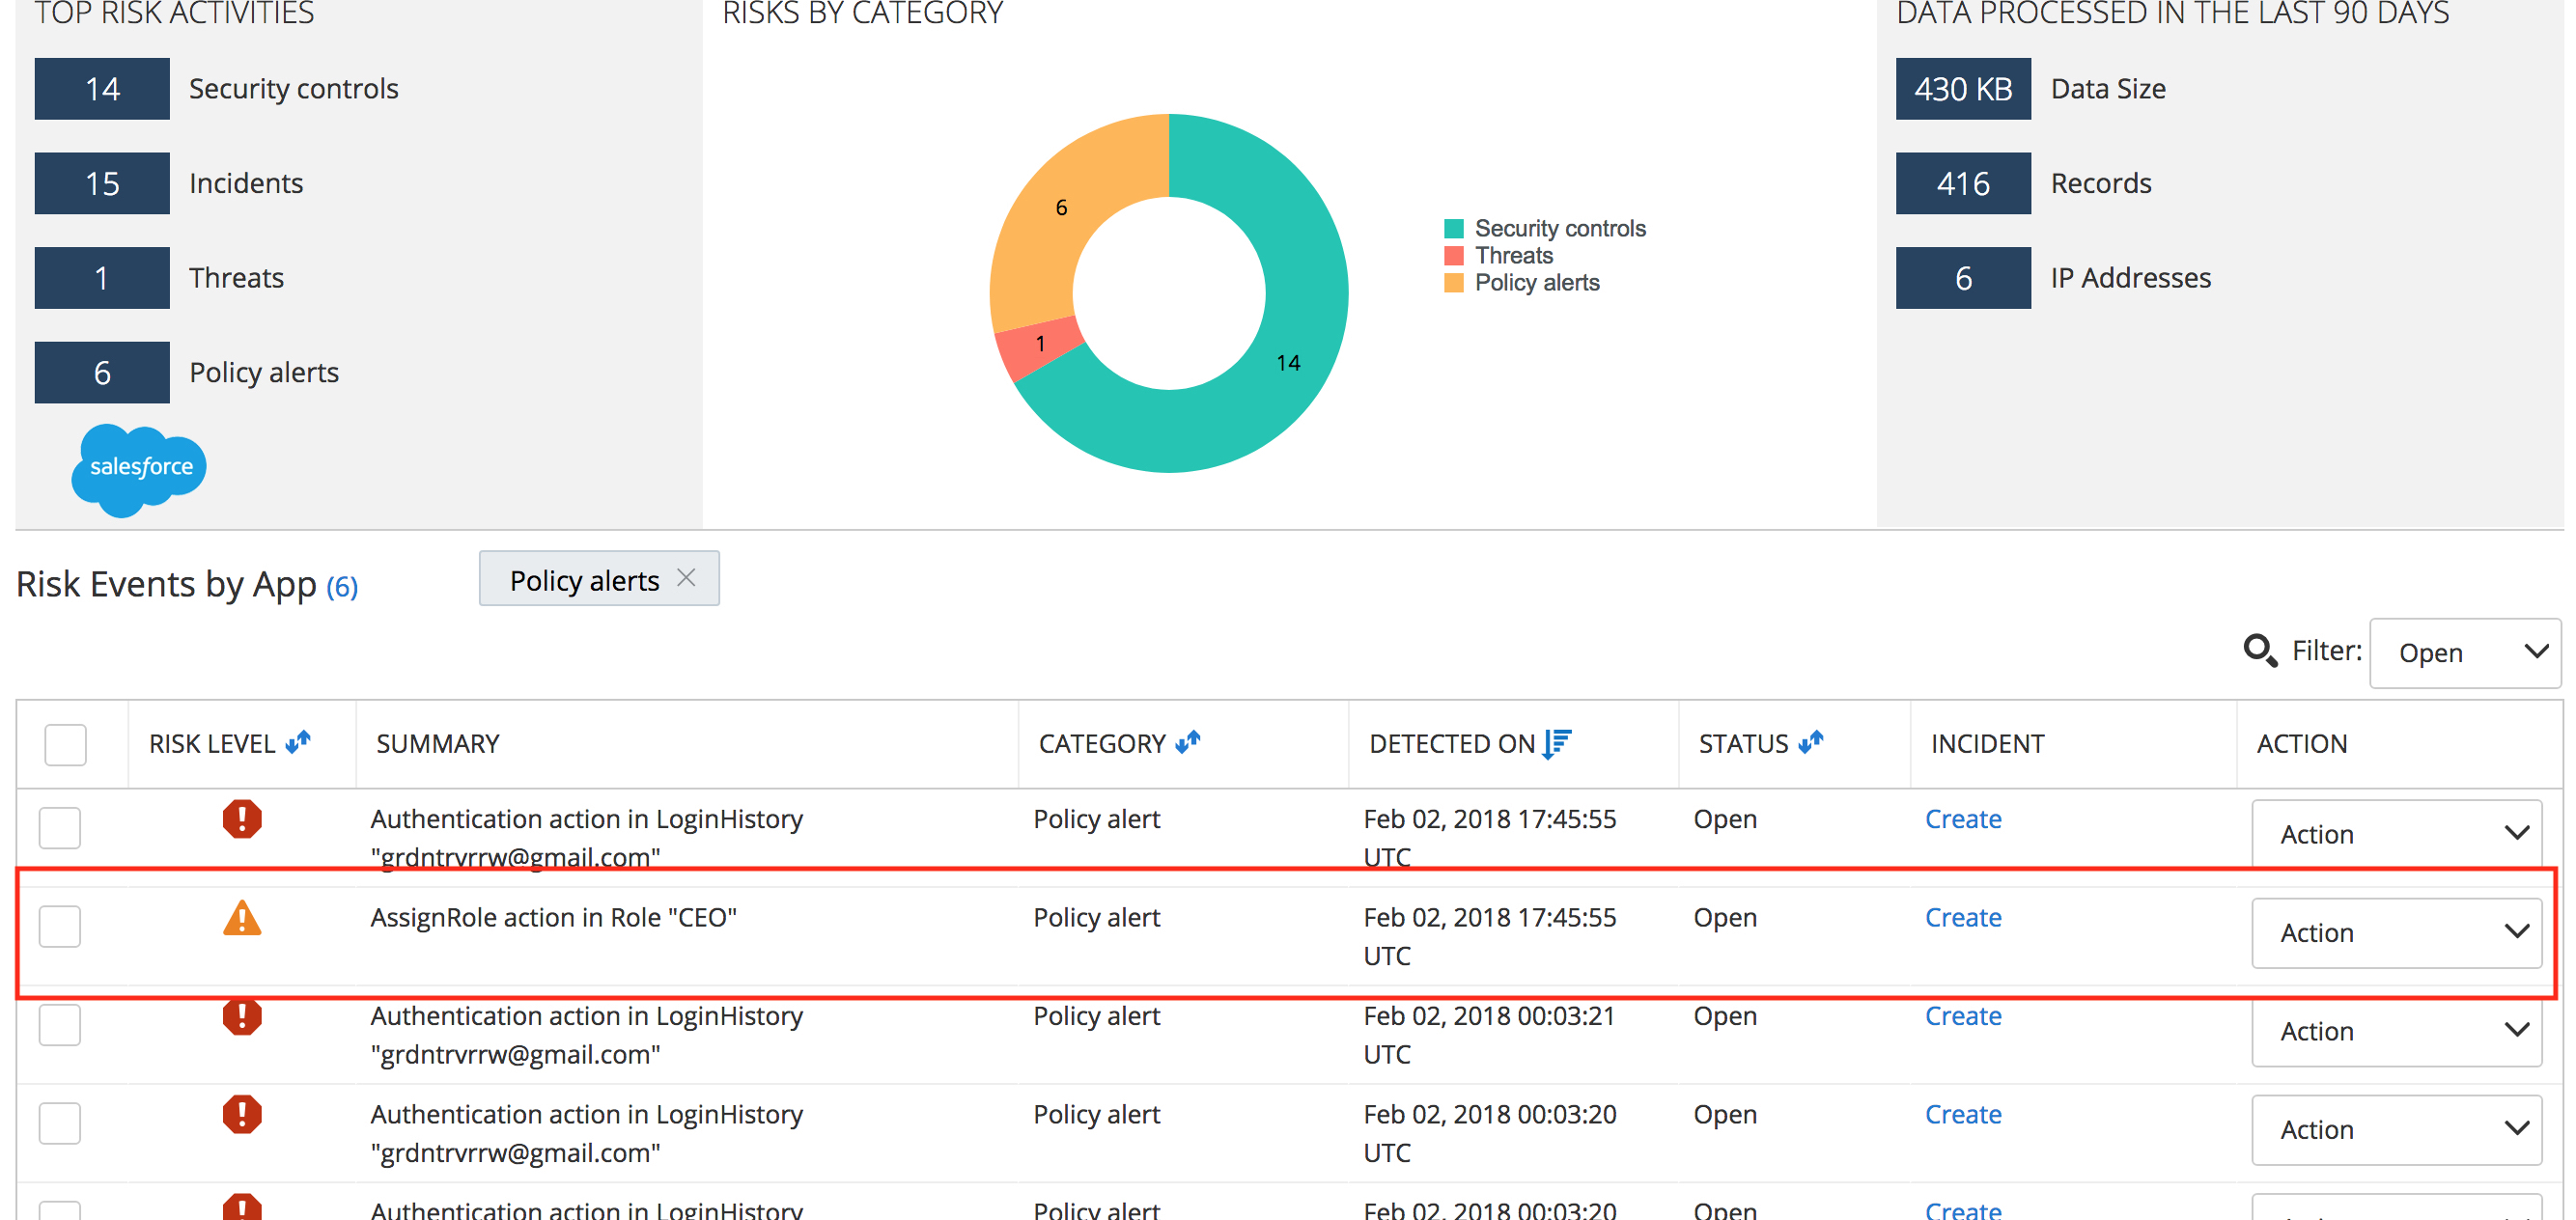 TOP RISK ACTIVITIES
14 Security controls
15 Incidents
1 Threats
6 Policy alerts
salesforce
RISKS BY CATEGORY
6
1
14
Security controls
Threats
Policy alerts
DATA PROCESSED IN THE LAST 90 DAYS
430 KB Data Size
416 Records
6 IP Addresses
Risk Events by App (6)
Policy alerts
Filter: Open
RISK LEVEL SUMMARY CATEGORY DETECTED ON STATUS INCIDENT ACTION
Authentication action in LoginHistory Policy alert Feb 02, 2018 17:45:55 Open Create Action
"grdntrvrrw@gmail.com" UTC
AssignRole action in Role "CEO" Policy alert Feb 02, 2018 17:45:55 Open Create Action
UTC
Authentication action in LoginHistory Policy alert Feb 02, 2018 00:03:21 Open Create Action
"grdntrvrrw@gmail.com" UTC
Authentication action in LoginHistory Policy alert Feb 02, 2018 00:03:20 Open Create Action
"grdntrvrrw@gmail.com" UTC
Authentication action in LoginHistory Policy alert Feb 02, 2018 00:03:20 Open Create